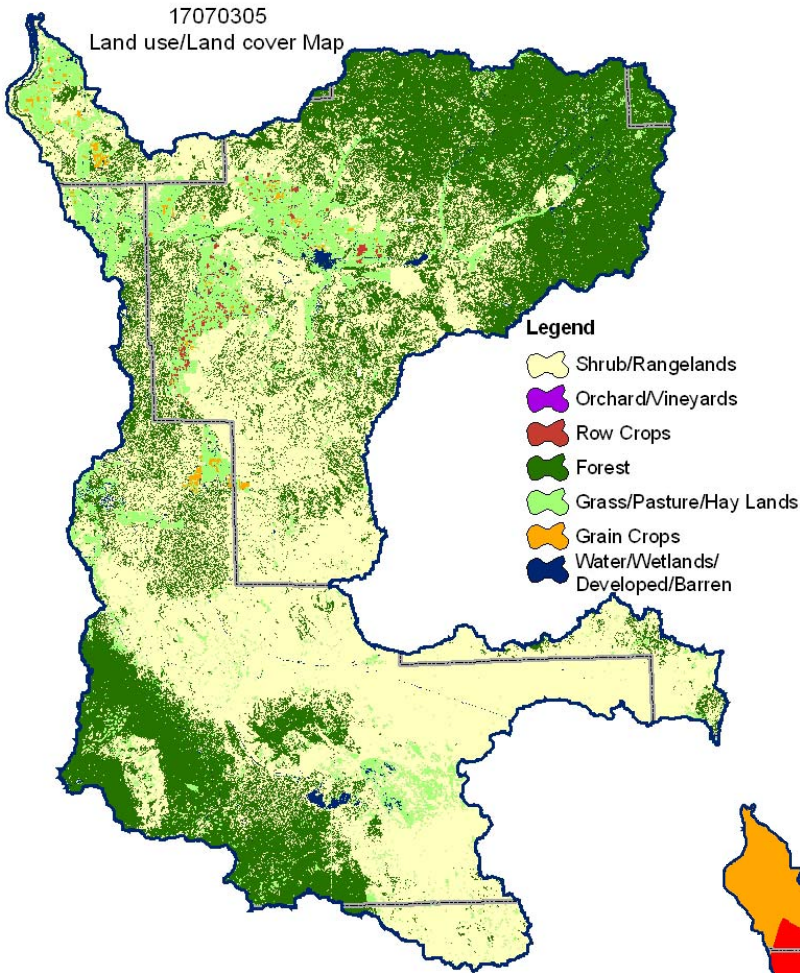 17070305
Land use/Land cover Map
Legend
Shrub/Rangelands
Orchard/Vineyards
Row Crops
Forest
Grass/Pasture/Hay Lands
Grain Crops
Water/Wetlands/
Developed/Barren